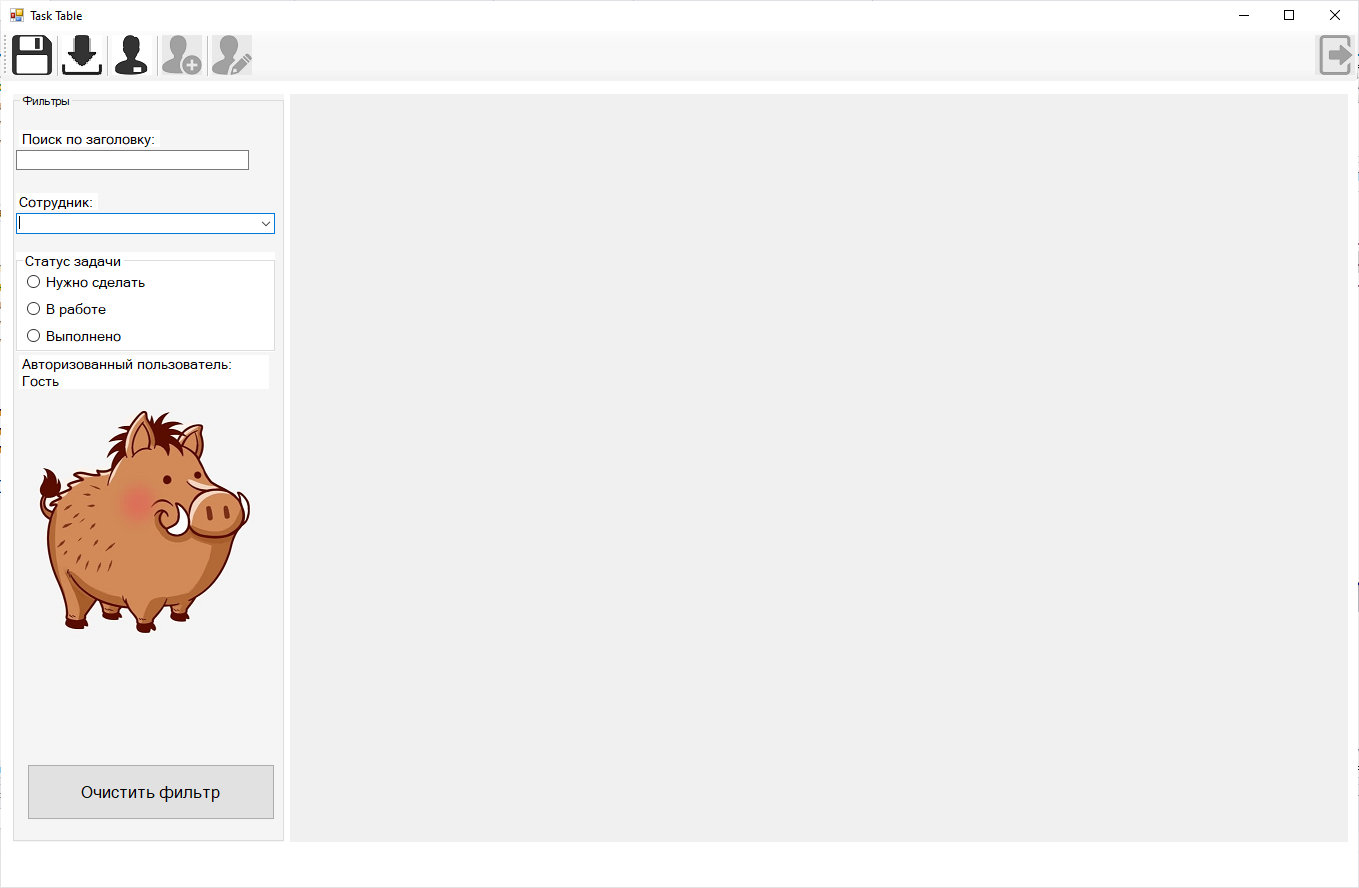 Task Table
Фильтры
Поиск по заголовку:
Сотрудник:
Статус задачи
Нужно сделать
В работе
Выполнено
Авторизованный пользователь:
Гость
Очистить фильтр